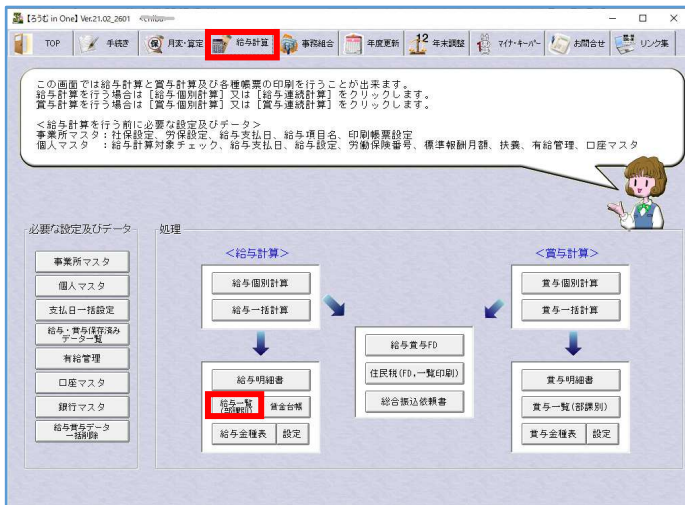 【ろうむ in One】 Ver.21.02_2601
TOP
手続き
月変・算定
給与計算
事務組合
年度更新
12 年末調整
マイナ・キーパー
お問合せ
リンク集
この画面では給与計算と賞与計算及び各種帳票の印刷を行うことが出来ます。
給与計算を行う場合は [給与個別計算] 又は [給与連続計算] をクリックします。
賞与計算を行う場合は [賞与個別計算] 又は [賞与連続計算] をクリックします。
<給与計算を行う前に必要な設定及びデータ>
事業所マスタ:社保設定、労保設定、給与支払日、給与項目名、印刷帳票設定
個人マスタ :給与計算対象チェック、給与支払日、給与設定、労働保険番号、標準報酬月額、扶養、有給管理、口座マスタ
必要な設定及びデータ
事業所マスタ
個人マスタ
支払日一括設定
給与・賞与保存済み
データ一覧
有給管理
口座マスタ
銀行マスタ
給与賞与データ
一括削除
処理
<給与計算>
給与個別計算
給与一括計算
給与明細書
給与一覧
(部課別)
賃金台帳
給与金種表
設定
給与賞与FD
住民税(FD,一覧印刷)
総合振込依頼書
<賞与計算>
賞与個別計算
賞与一括計算
賞与明細書
賞与一覧(部課別)
賞与金種表
設定